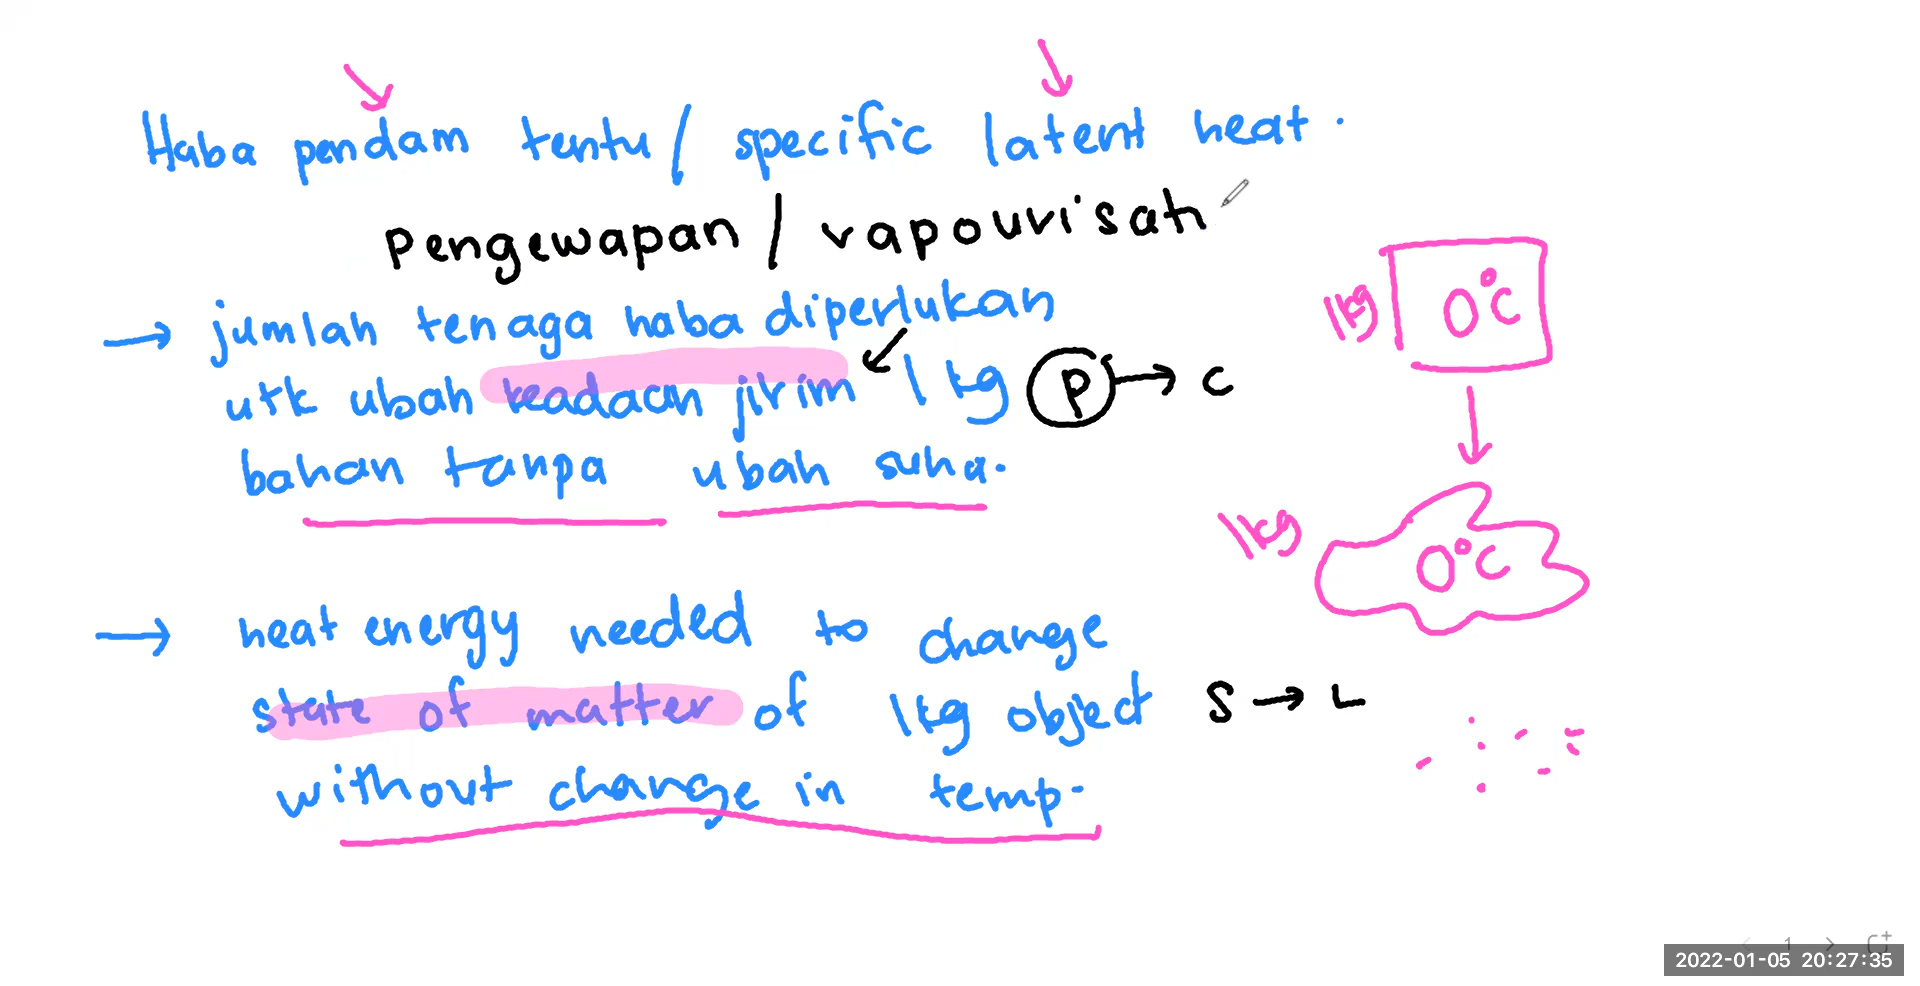 Haba pendam tentu / specific latent heat.
Pengewapan / vapourisati
→ jumlah tenaga haba diperlukan
utk ubah keadaan jirim 1 kg P → C
bahan tanpa ubah suhu.
1kg 0°C
1kg 0°C
→ heat energy needed to change
state of matter of 1kg object S → L
without change in temp.
1
2022-01-05 20:27:35